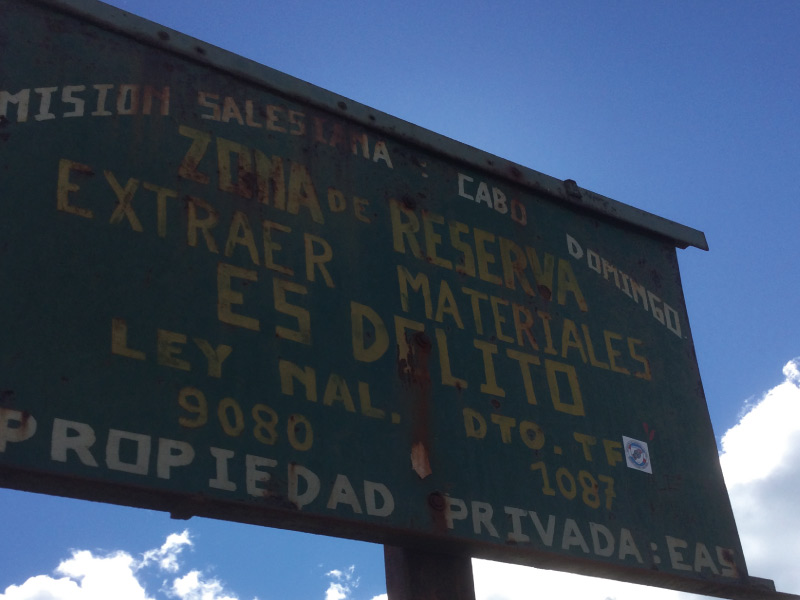 MISION SALESIANA : CABO DOMINGO
ZONA DE RESERVA
EXTRAER MATERIALES
ES DELITO
LEY NAL. DTO. TF
9080 1087
PROPIEDAD PRIVADA: EAS